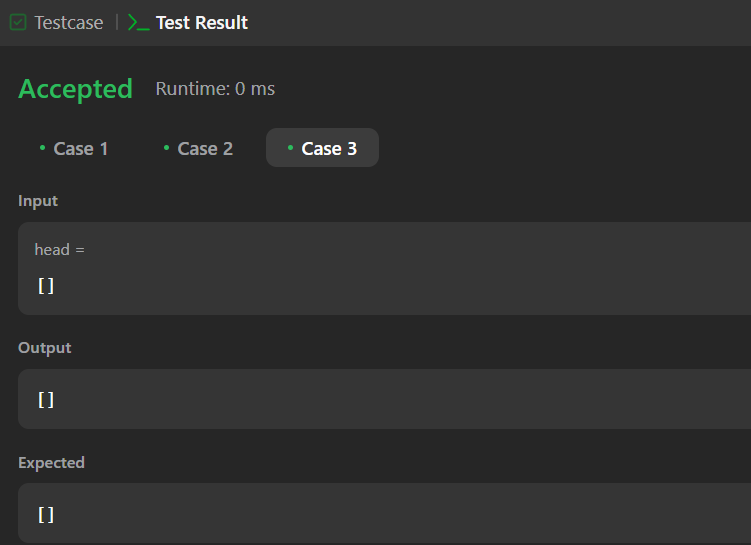 Testcase | >_ Test Result
Accepted Runtime: 0 ms
• Case 1 • Case 2 • Case 3
Input
head =
[]
Output
[]
Expected
[]